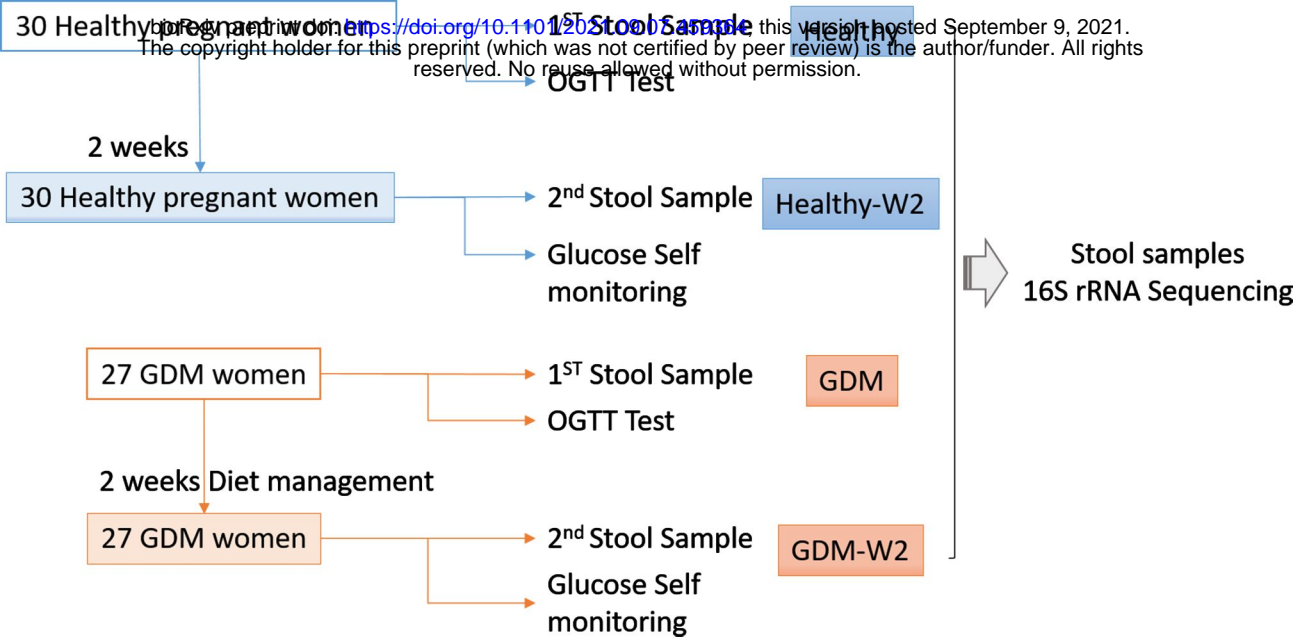 bioRxiv preprint doi: https://doi.org/10.1101/2021.09.07.459364; this version posted September 9, 2021.
The copyright holder for this preprint (which was not certified by peer review) is the author/funder. All rights
reserved. No reuse allowed without permission.
30 Healthy pregnant women
1ST Stool Sample
Healthy
OGTT Test
2 weeks
30 Healthy pregnant women
2nd Stool Sample
Healthy-W2
Glucose Self
monitoring
Stool samples
16S rRNA Sequencing
27 GDM women
1ST Stool Sample
GDM
OGTT Test
2 weeks Diet management
27 GDM women
2nd Stool Sample
GDM-W2
Glucose Self
monitoring